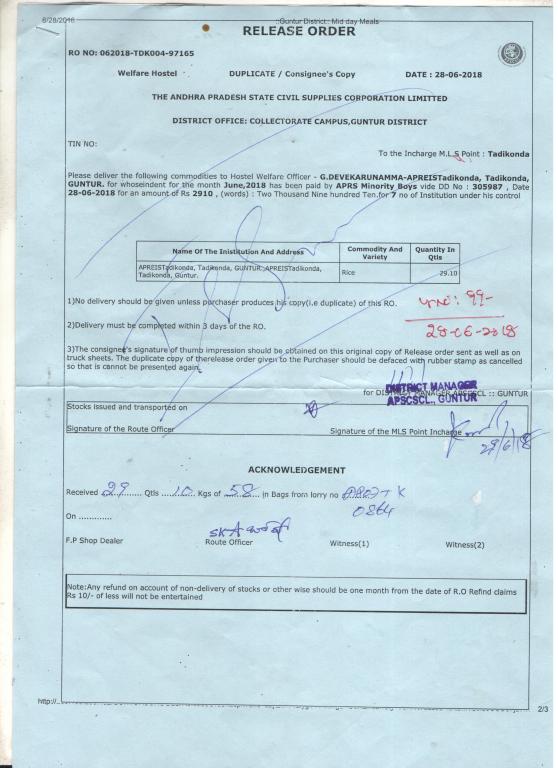 6/28/2016 ::Guntur District:: Mid day Meals
RELEASE ORDER
RO NO: 062018-TDK004-97165
Welfare Hostel DUPLICATE / Consignee's Copy DATE : 28-06-2018
THE ANDHRA PRADESH STATE CIVIL SUPPLIES CORPORATION LIMITTED
DISTRICT OFFICE: COLLECTORATE CAMPUS,GUNTUR DISTRICT
TIN NO:
To the Incharge M.L.S Point : Tadikonda
Please deliver the following commodities to Hostel Welfare Officer - G.DEVEKARUNAMMA-APREISTadikonda, Tadikonda,
GUNTUR. for whoseindent for the month June,2018 has been paid by APRS Minority Boys vide DD No : 305987 , Date
28-06-2018 for an amount of Rs 2910 , (words) : Two Thousand Nine hundred Ten.for 7 no of Institution under his control
Name Of The Inistitution And Address Commodity And Variety Quantity In Qtls
APREISTadikonda, Tadikonda, GUNTUR.,APREISTadikonda,
Tadikonda, Guntur. Rice 29.10
1)No delivery should be given unless purchaser produces his copy(i.e duplicate) of this RO.
99-
2)Delivery must be completed within 3 days of the RO.
28-06-2018
3)The consignee's signature of thumb impression should be obtained on this original copy of Release order sent as well as on
truck sheets. The duplicate copy of therelease order given to the Purchaser should be defaced with rubber stamp as cancelled
so that is cannot be presented again.
DISTRICT MANAGER
for DISTRICT MANAGER APSCSCL :: GUNTUR
APSCSCL., GUNTUR
Stocks issued and transported on
Signature of the Route Officer Signature of the MLS Point Incharge
29/6/18
ACKNOWLEDGEMENT
Received 29 Qtls 10 Kgs of 58 in Bags from lorry no
0864
On .............
F.P Shop Dealer Route Officer Witness(1) Witness(2)
Note:Any refund on account of non-delivery of stocks or other wise should be one month from the date of R.O Refind claims
Rs 10/- of less will not be entertained
http://... 2/3